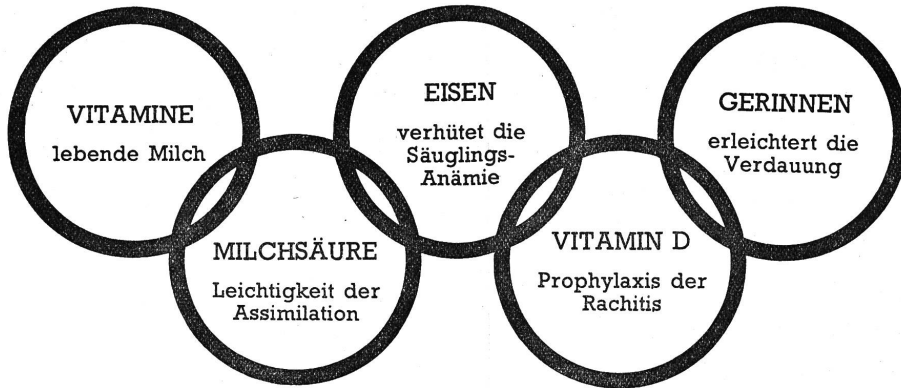 VITAMINE
lebende Milch
MILCHSÄURE
Leichtigkeit der
Assimilation
EISEN
verhütet die
Säuglings-
Anämie
VITAMIN D
Prophylaxis der
Rachitis
GERINNEN
erleichtert die
Verdauung